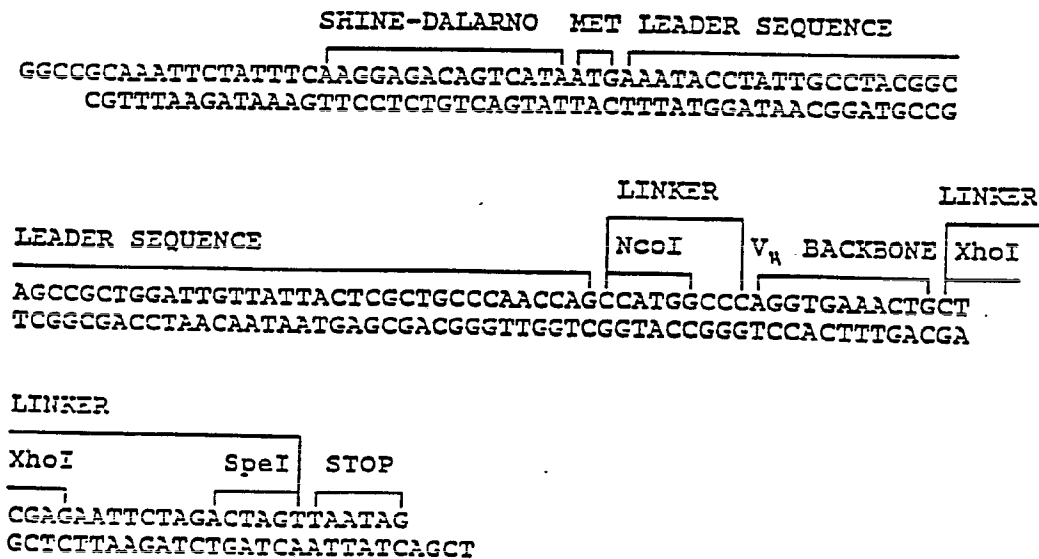 SHINE-DALARNO MET LEADER SEQUENCE
GGCCGCAAATTCTATTTCAAGGAGACAGTCATAATGAAATACCTATTGCCTACGGC
CGTTTAAGATAAAGTTCCTCTGTCAGTATTACTTTATGGATAACGGATGCCG
LINKER LINKER
LEADER SEQUENCE NcoI VH BACKBONE XhoI
AGCCGCTGGATTGTTATTACTCGCTGCCCAACCAGCCATGGCCCAGGTGAAACTGCT
TCGGCGACCTAACAATAATGAGCGACGGGTTGGTCGGTACCGGGTCCACTTTGACGA
LINKER
XhoI SpeI STOP
CGAGAATTCTAGACTAGTTAATAG
GCTCTTAAGATCTGATCAATTATCAGCT